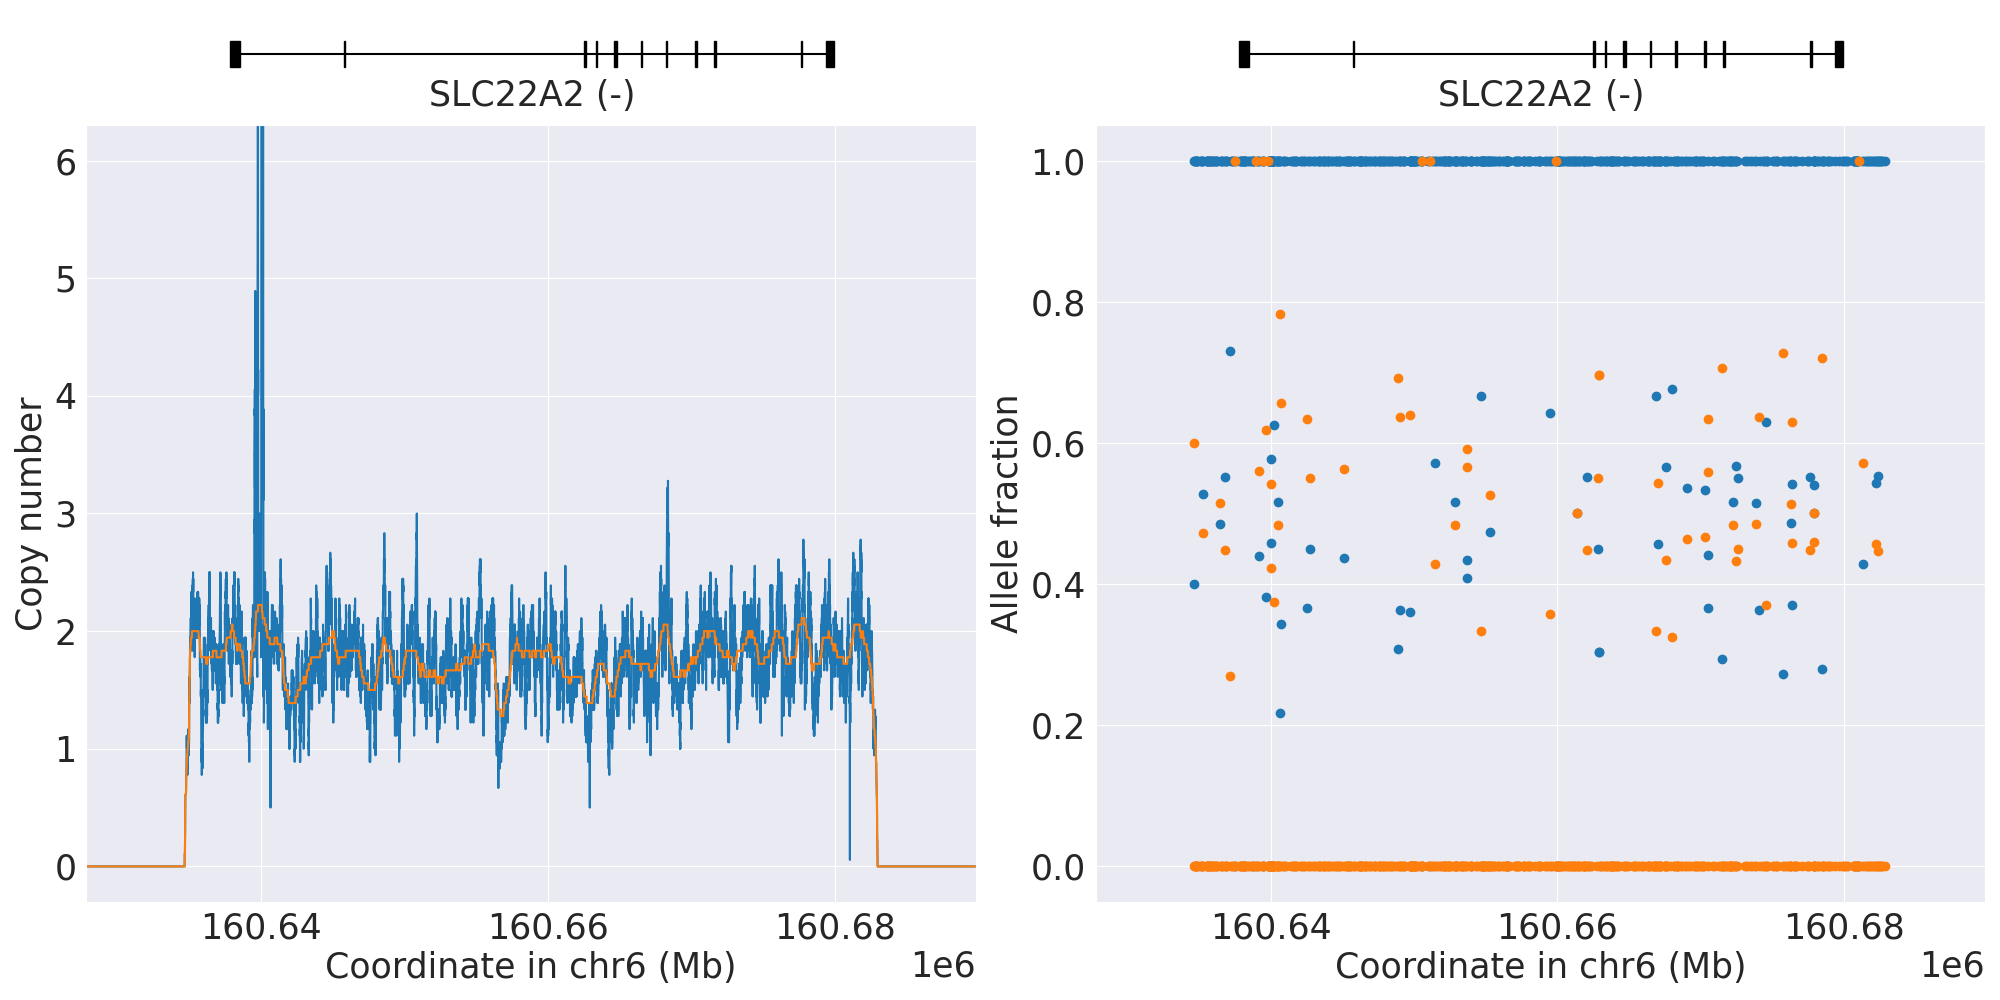 SLC22A2 (-)
6
5
4
3
2
1
0
Copy number
160.64
160.66
160.68
Coordinate in chr6 (Mb)
1e6
SLC22A2 (-)
1.0
0.8
0.6
0.4
0.2
0.0
Allele fraction
160.64
160.66
160.68
Coordinate in chr6 (Mb)
1e6